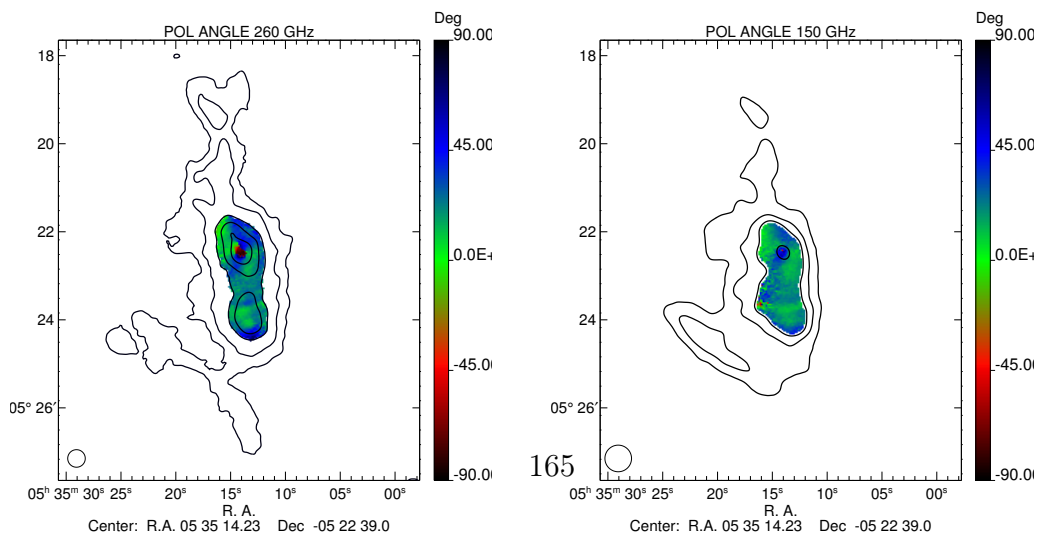 Deg
POL ANGLE 260 GHz
90.00
18
45.00
20
22
0.0E+
24
-45.00
05° 26′
-90.00
05ʰ 35ᵐ 30ˢ 25ˢ 20ˢ 15ˢ 10ˢ 05ˢ 00ˢ
R. A.
Center: R.A. 05 35 14.23 Dec -05 22 39.0
Deg
POL ANGLE 150 GHz
90.00
18
45.00
20
22
0.0E+
24
-45.00
05° 26′
165
-90.00
05ʰ 35ᵐ 30ˢ 25ˢ 20ˢ 15ˢ 10ˢ 05ˢ 00ˢ
R. A.
Center: R.A. 05 35 14.23 Dec -05 22 39.0